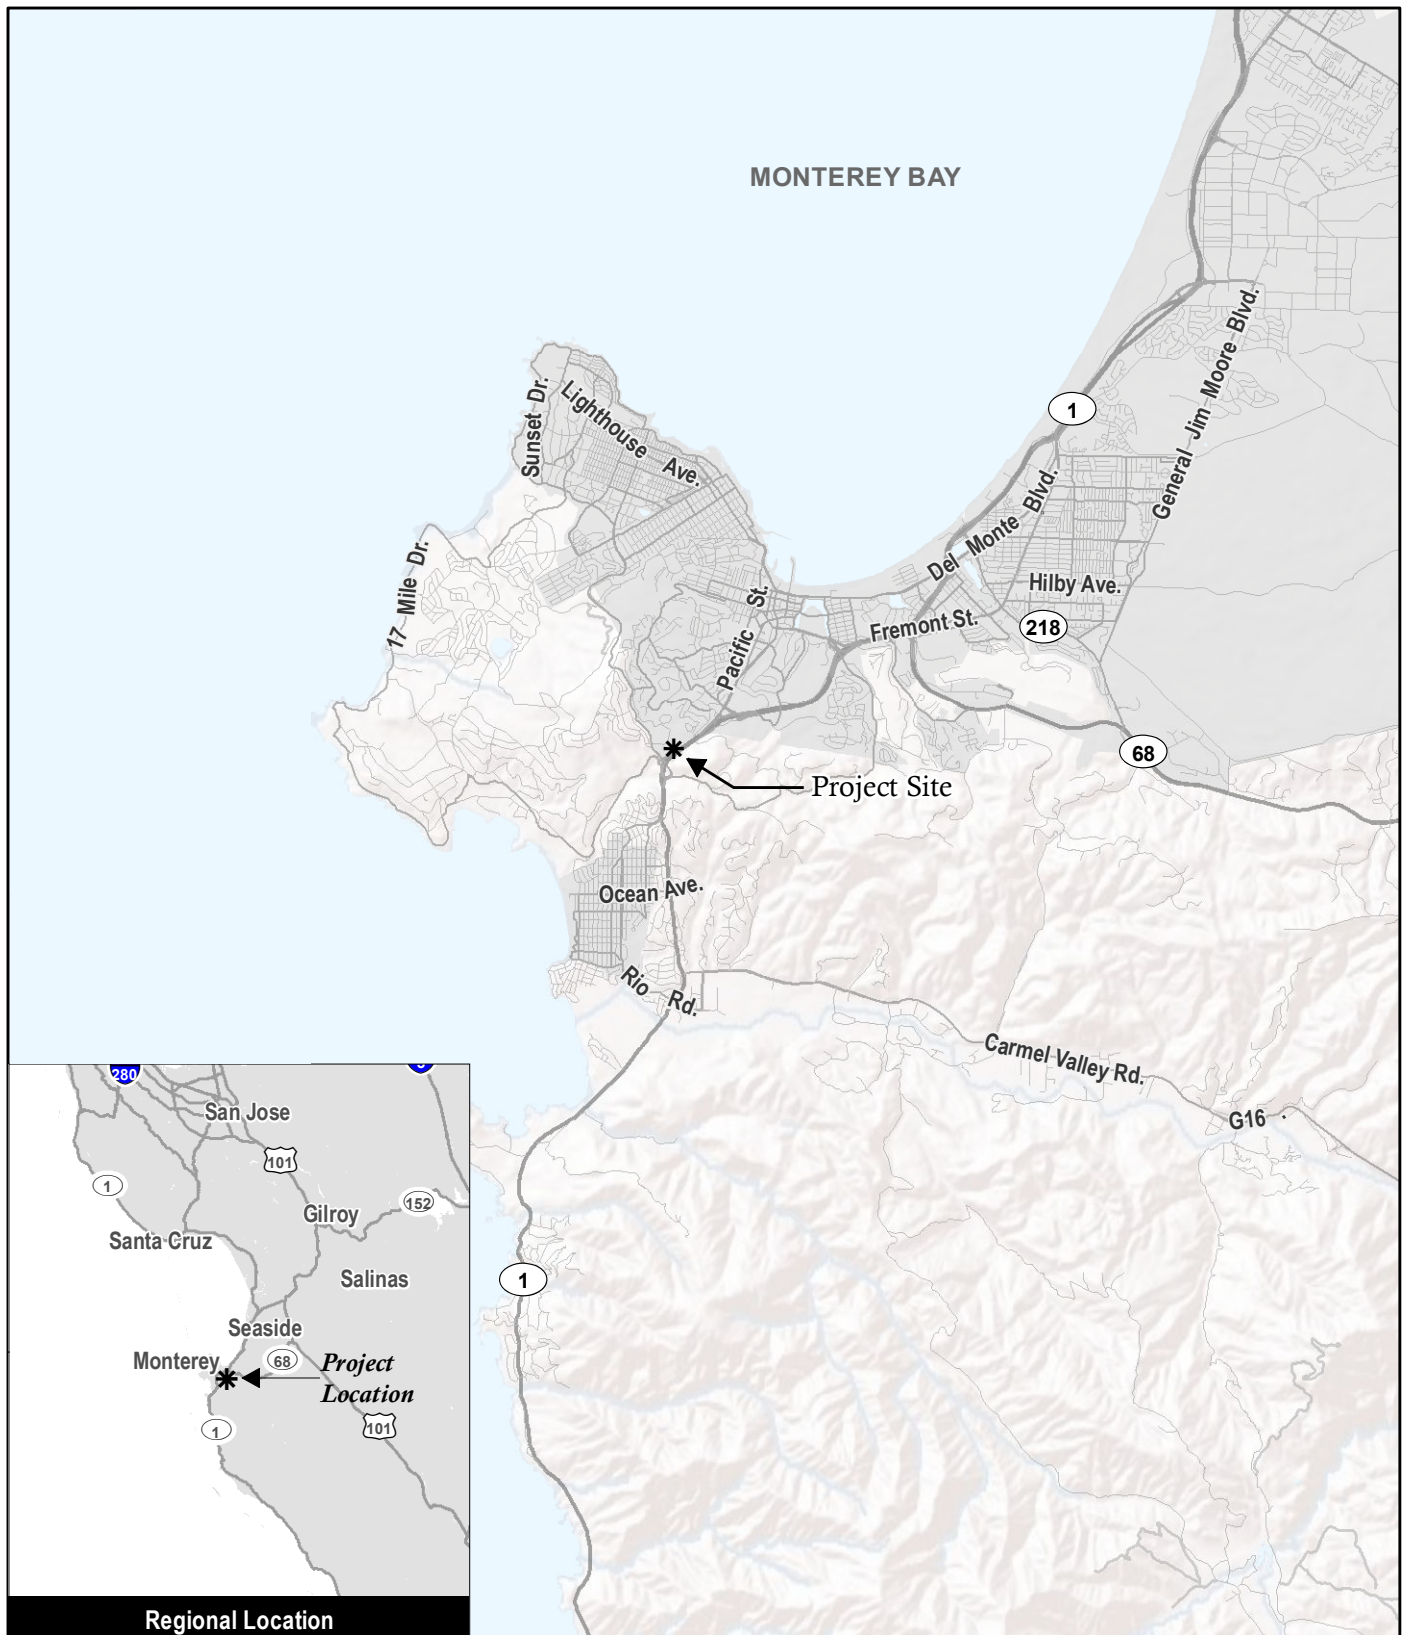 MONTEREY BAY
General Jim Moore Blvd.
Sunset Dr.
Lighthouse Ave.
1
Del Monte Blvd.
17 Mile Dr.
Hilby Ave.
Pacific St.
Fremont St.
218
68
Project Site
Ocean Ave.
Rio Rd.
Carmel Valley Rd.
G16
1
280
San Jose
101
1
152
Gilroy
Santa Cruz
Salinas
Seaside
Monterey
68
Project
Location
101
1
Regional Location